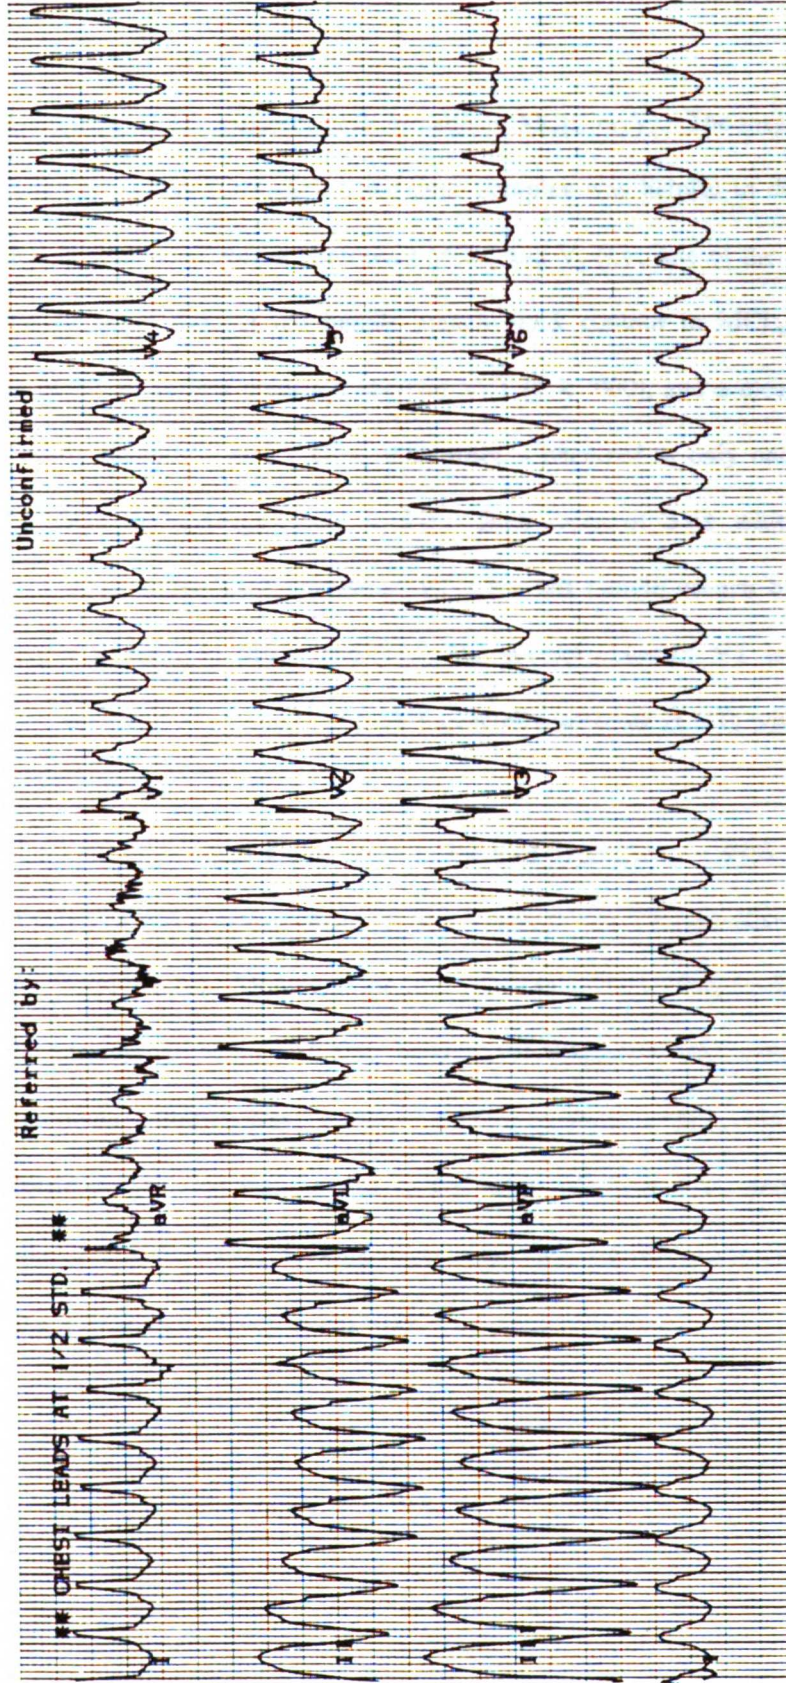 Referred by:
Unconfirmed
** CHEST LEADS AT 1/2 STD. **
I
aVR
V1
V4
II
aVL
V2
V5
III
aVF
V3
V6